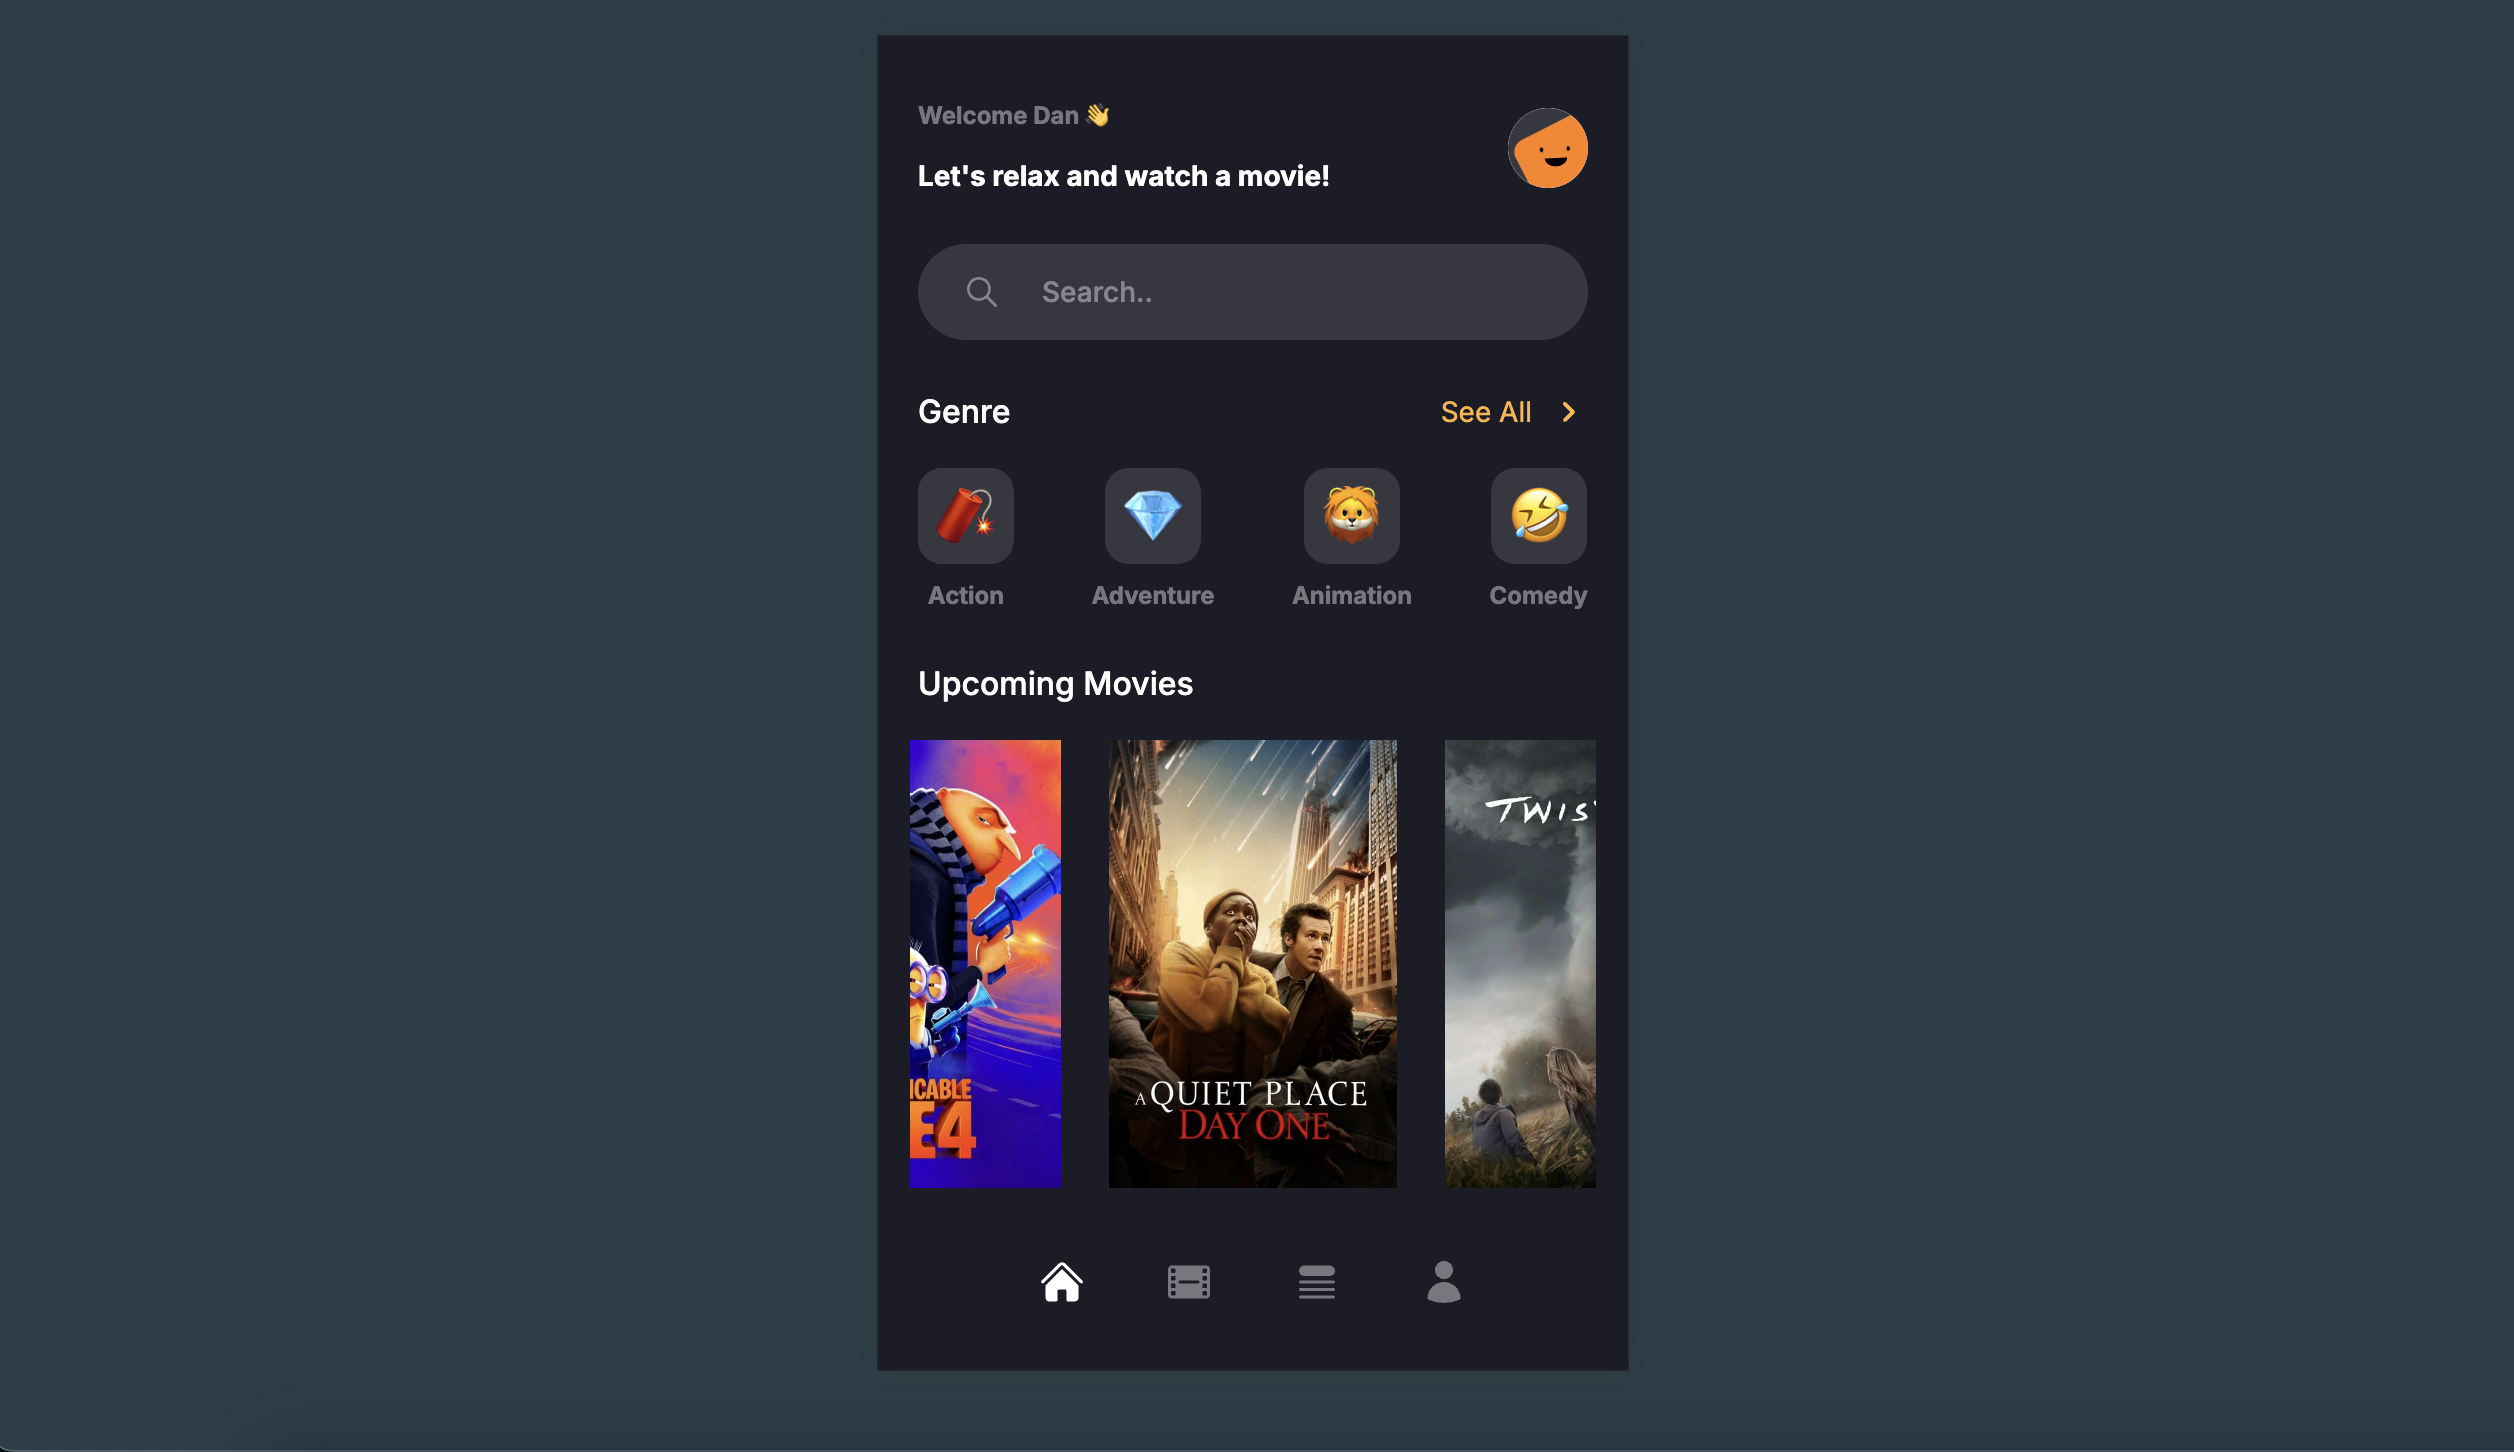 Welcome Dan 👋
Let's relax and watch a movie!
Search..
Genre
See All
Action
Adventure
Animation
Comedy
Upcoming Movies
ICABLE
E4
A QUIET PLACE
DAY ONE
TWIS